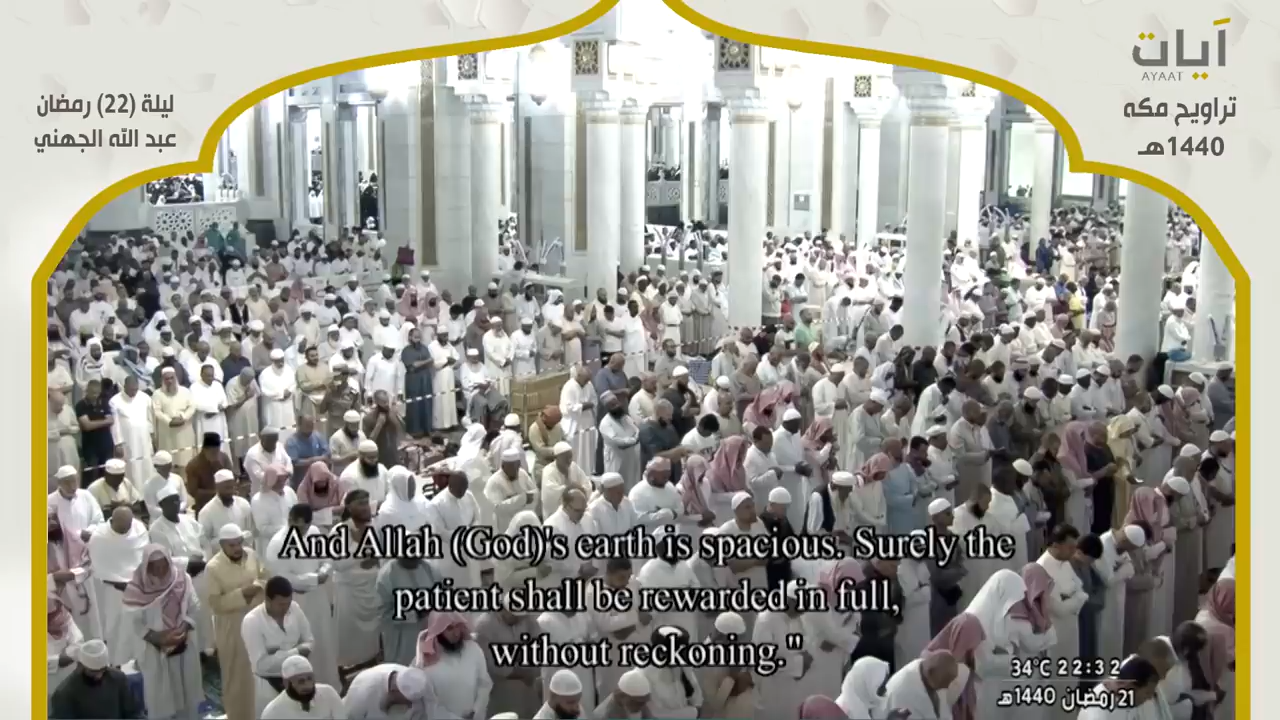 آيات
AYAAT
تراويح مكه
1440هـ
ليلة (22) رمضان
عبد الله الجهني
And Allah (God)'s earth is spacious. Surely the
patient shall be rewarded in full,
without reckoning."
34°C 22:32
21 رمضان 1440هـ